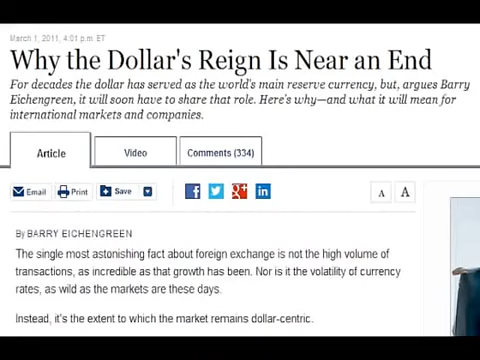 March 1, 2011, 4:01 p.m. ET
Why the Dollar's Reign Is Near an End
For decades the dollar has served as the world's main reserve currency, but, argues Barry
Eichengreen, it will soon have to share that role. Here's why—and what it will mean for
international markets and companies.
Article Video Comments (334)
Email Print Save f g+ in A A
By BARRY EICHENGREEN
The single most astonishing fact about foreign exchange is not the high volume of
transactions, as incredible as that growth has been. Nor is it the volatility of currency
rates, as wild as the markets are these days.
Instead, it's the extent to which the market remains dollar-centric.